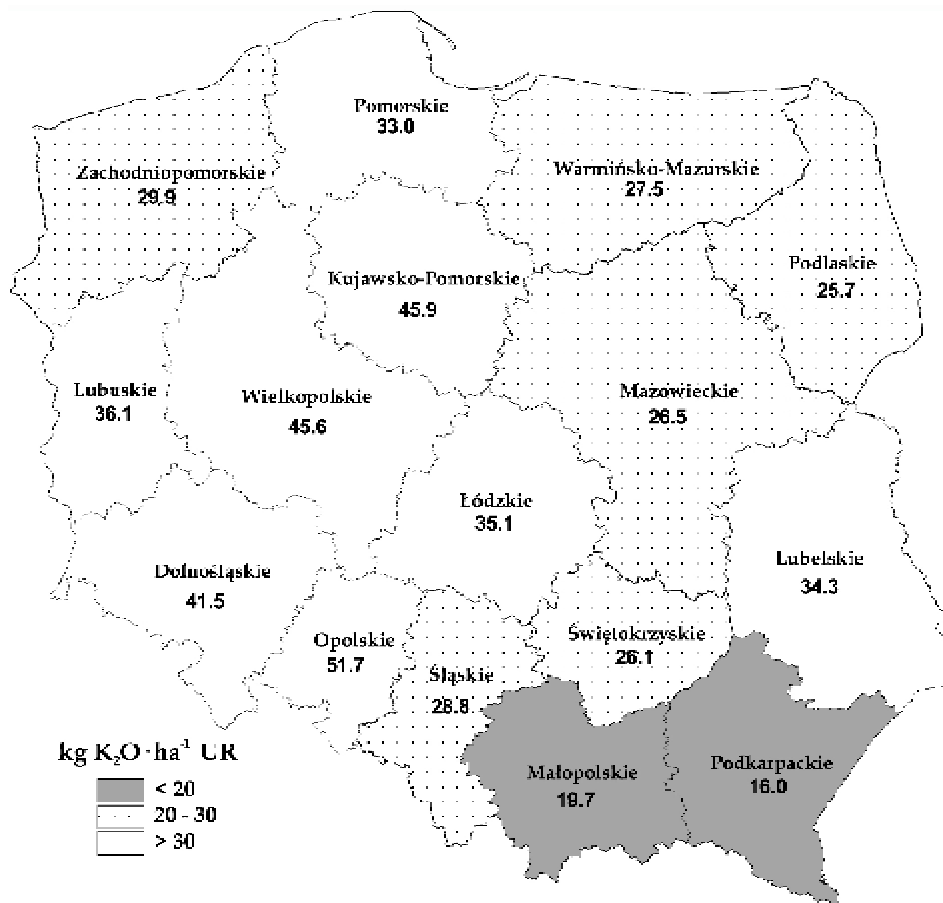 Pomorskie
33.0
Zachodniopomorskie
29.9
Warmińsko-Mazurskie
27.5
Podlaskie
25.7
Kujawsko-Pomorskie
45.9
Lubuskie
36.1
Wielkopolskie
45.6
Mazowieckie
26.5
Łódzkie
35.1
Lubelskie
34.3
Dolnośląskie
41.5
Opolskie
51.7
Śląskie
28.8
Świętokrzyskie
26.1
Małopolskie
19.7
Podkarpackie
16.0
kg K₂O·ha⁻¹ UR
< 20
20 - 30
> 30